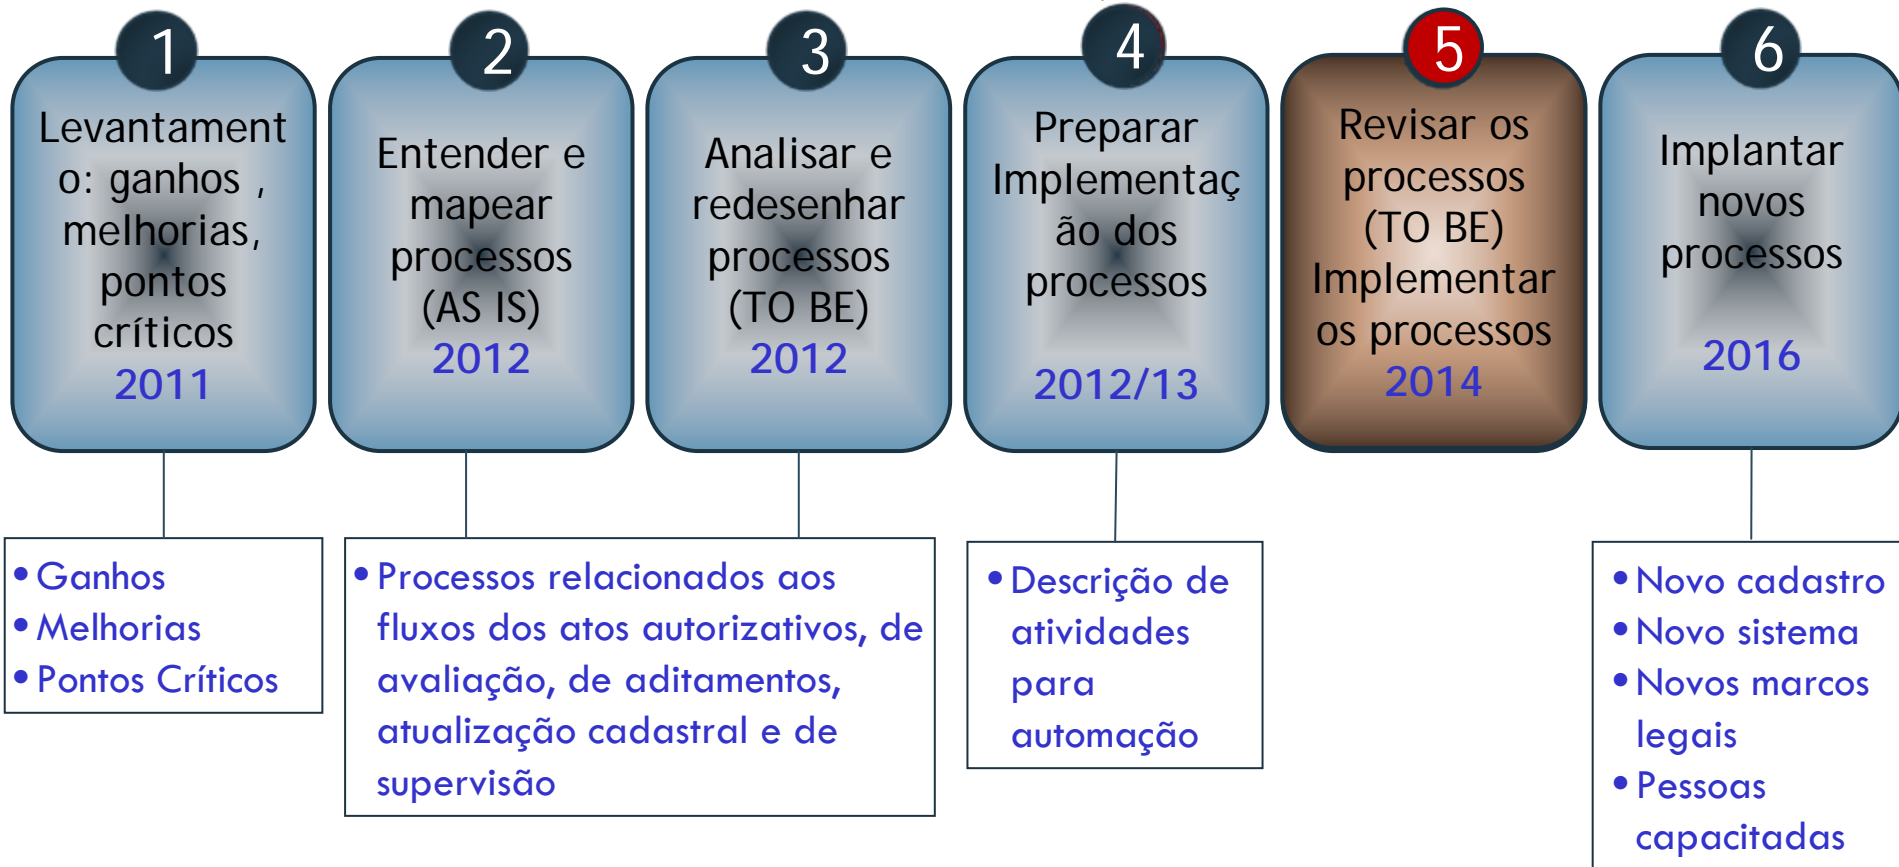 1
Levantament
o: ganhos ,
melhorias,
pontos
críticos
2011
2
Entender e
mapear
processos
(AS IS)
2012
3
Analisar e
redesenhar
processos
(TO BE)
2012
4
Preparar
Implementaç
ão dos
processos
2012/13
5
Revisar os
processos
(TO BE)
Implementar
os processos
2014
6
Implantar
novos
processos
2016
• Ganhos
• Melhorias
• Pontos Críticos
• Processos relacionados aos
fluxos dos atos autorizativos, de
avaliação, de aditamentos,
atualização cadastral e de
supervisão
• Descrição de
atividades
para
automação
• Novo cadastro
• Novo sistema
• Novos marcos
legais
• Pessoas
capacitadas